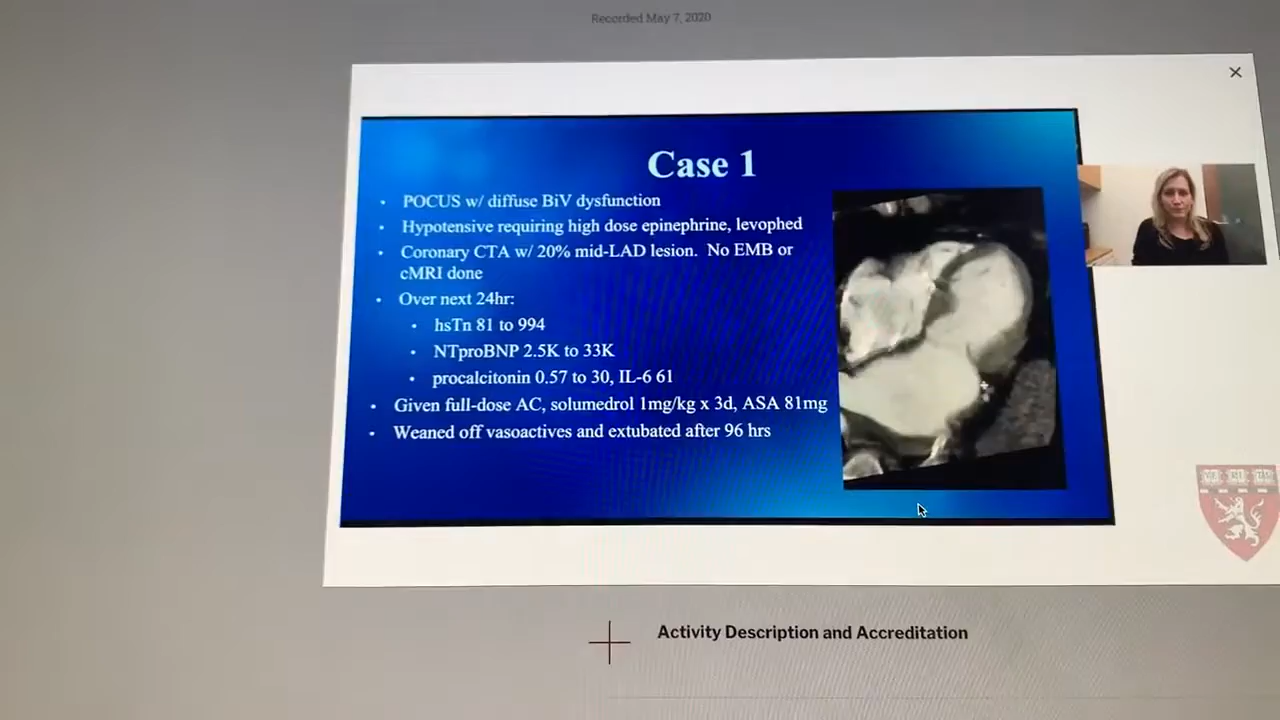 Recorded May 7, 2020
Case 1
• POCUS w/ diffuse BiV dysfunction
• Hypotensive requiring high dose epinephrine, levophed
• Coronary CTA w/ 20% mid-LAD lesion. No EMB or
cMRI done
• Over next 24hr:
• hsTn 81 to 994
• NTproBNP 2.5K to 33K
• procalcitonin 0.57 to 30, IL-6 61
• Given full-dose AC, solumedrol 1mg/kg x 3d, ASA 81mg
• Weaned off vasoactives and extubated after 96 hrs
Activity Description and Accreditation